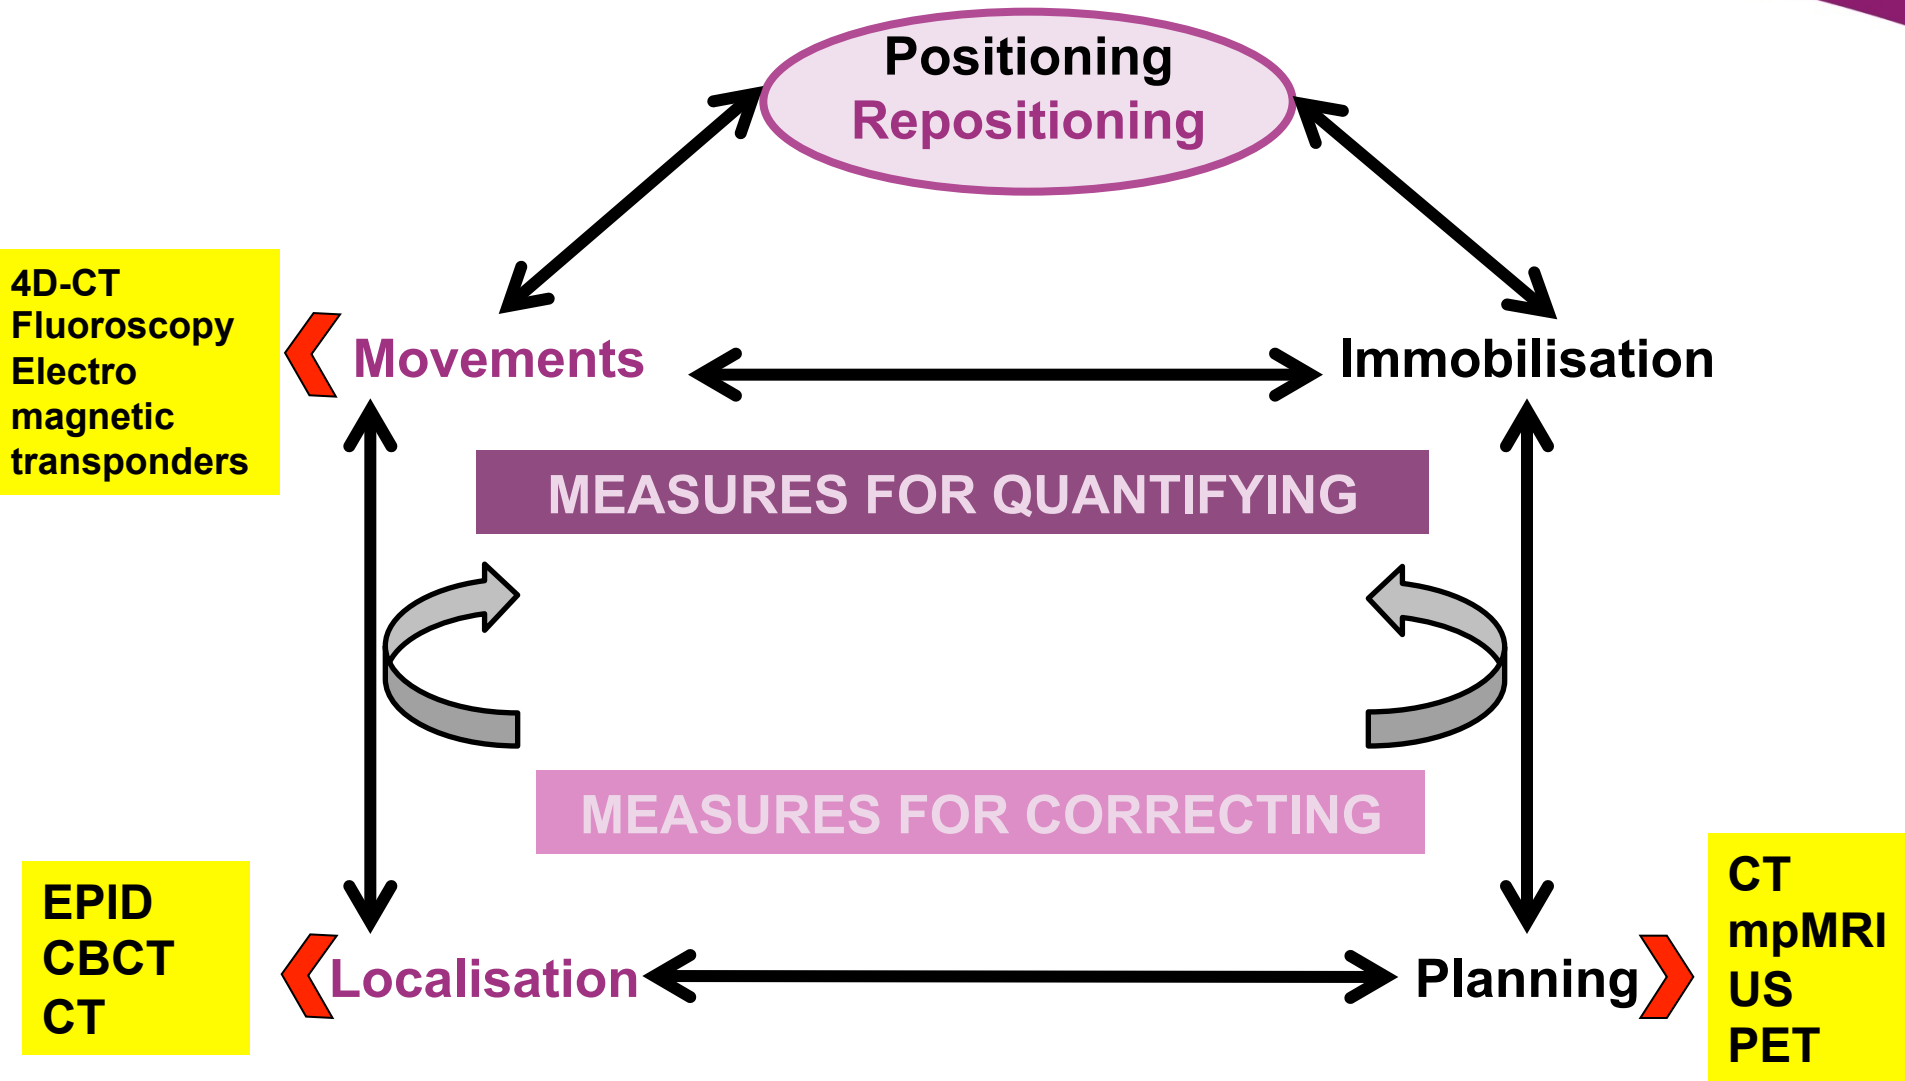 Positioning
Repositioning
4D-CT
Fluoroscopy
Electro
magnetic
transponders
Movements
Immobilisation
MEASURES FOR QUANTIFYING
MEASURES FOR CORRECTING
EPID
CBCT
CT
Localisation
Planning
CT
mpMRI
US
PET